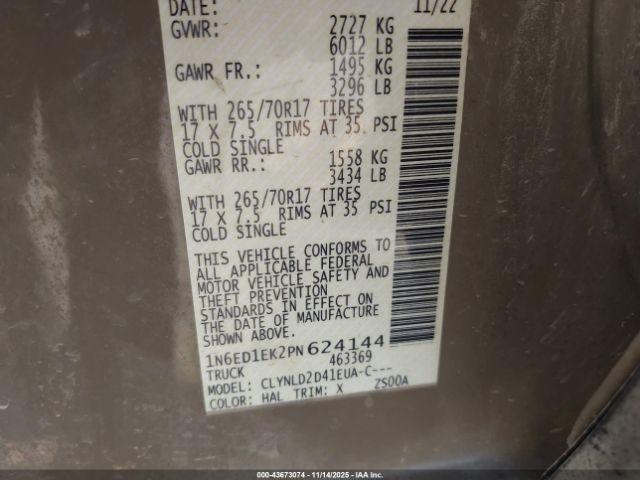 DATE: 11/22
GVWR: 2727 KG
6012 LB
GAWR FR.: 1495 KG
3296 LB
WITH 265/70R17 TIRES
17 X 7.5 RIMS AT 35 PSI
COLD SINGLE
GAWR RR.: 1558 KG
3434 LB
WITH 265/70R17 TIRES
17 X 7.5 RIMS AT 35 PSI
COLD SINGLE
THIS VEHICLE CONFORMS TO
ALL APPLICABLE FEDERAL
MOTOR VEHICLE SAFETY AND
THEFT PREVENTION
STANDARDS IN EFFECT ON
THE DATE OF MANUFACTURE
SHOWN ABOVE.
1N6ED1EK2PN624144
TRUCK 463369
MODEL: CLYNLD2D41EUA-C---
COLOR: HAL TRIM: X ZS00A
00-43673074 - 11/14/2025 - IAA Inc.